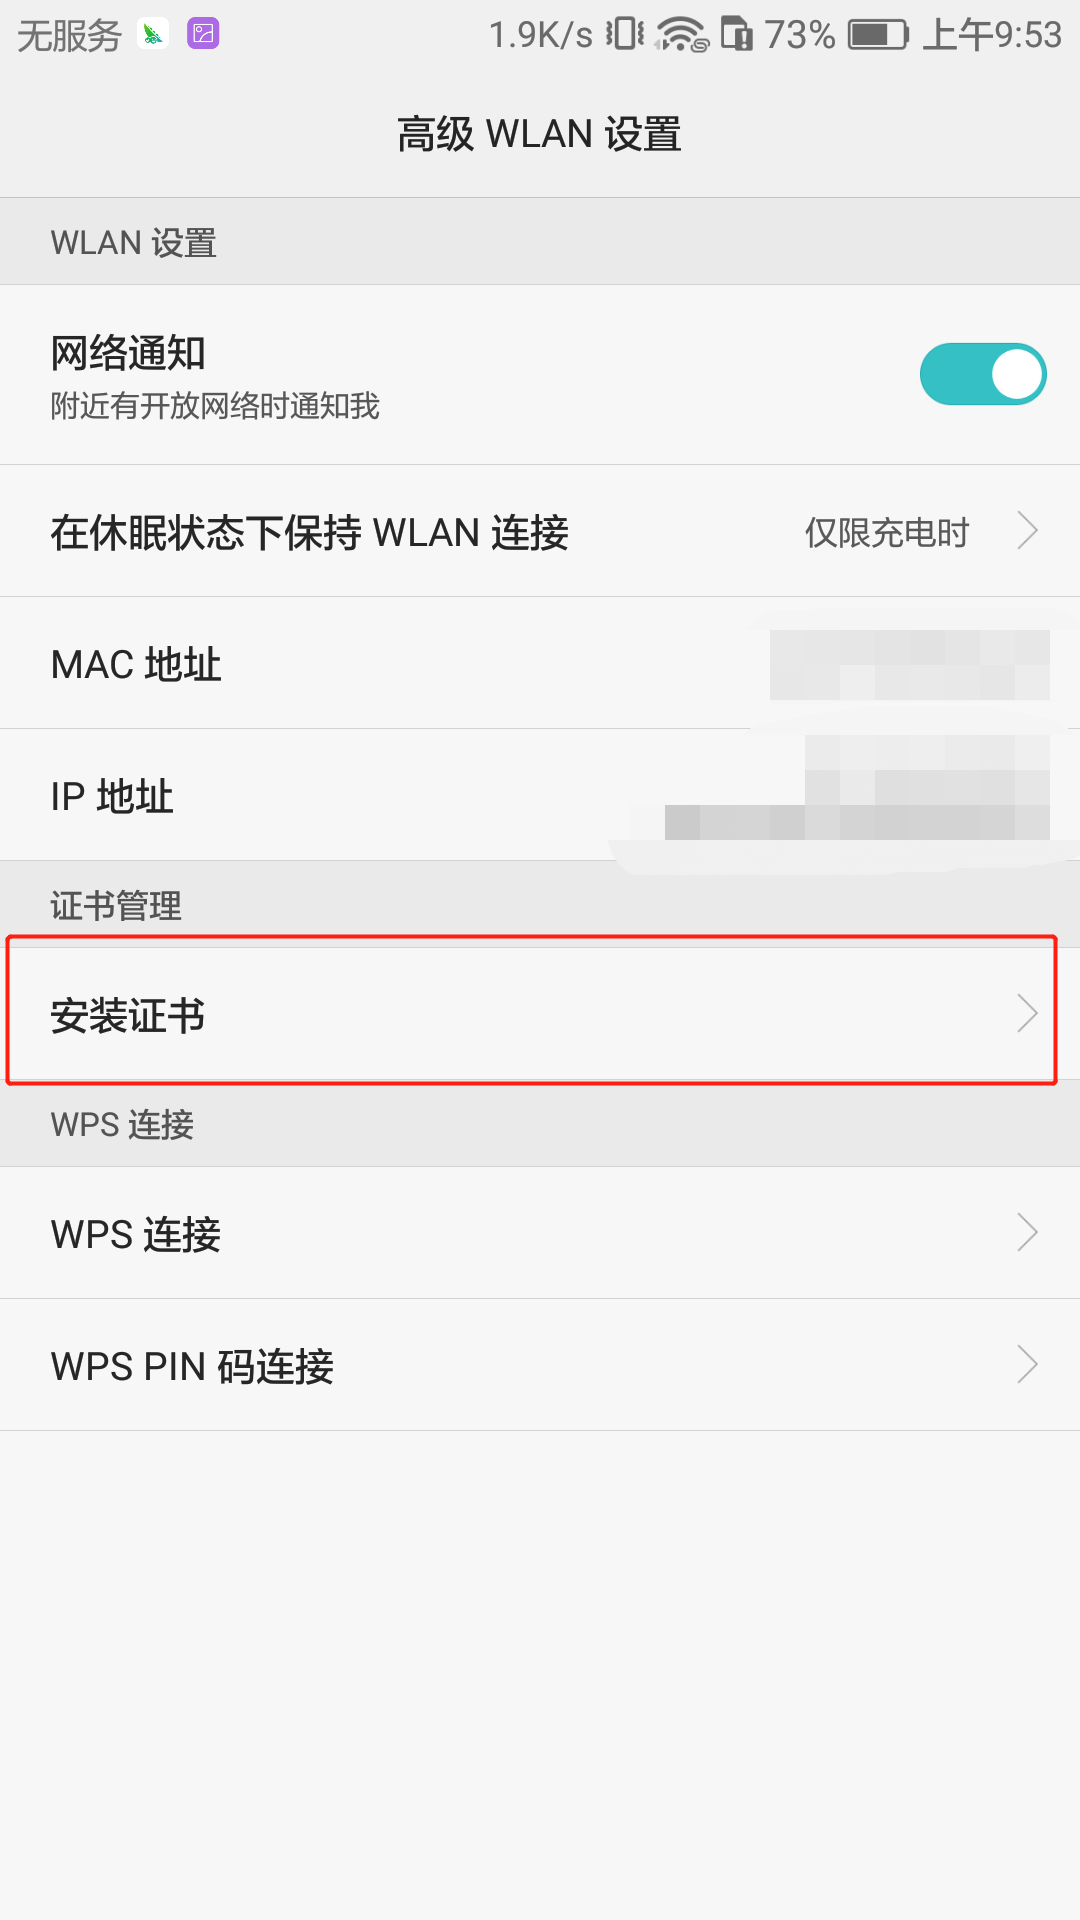 无服务 1.9K/s 73% 上午9:53
高级 WLAN 设置
WLAN 设置
网络通知
附近有开放网络时通知我
在休眠状态下保持 WLAN 连接 仅限充电时
MAC 地址
IP 地址
证书管理
安装证书
WPS 连接
WPS 连接
WPS PIN 码连接